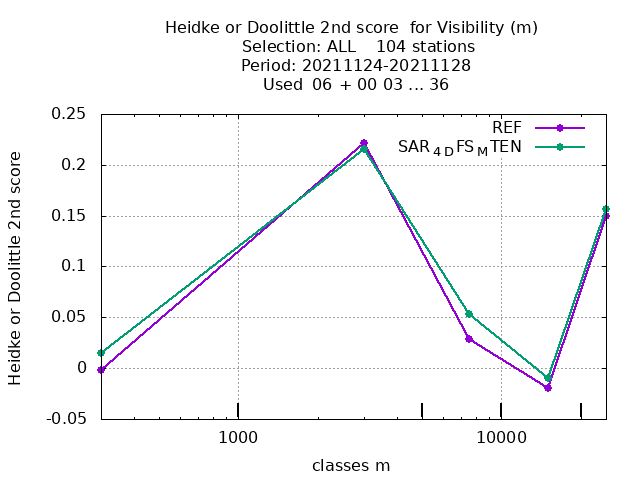 Heidke or Doolittle 2nd score  for Visibility (m)
Selection: ALL    104 stations
Period: 20211124-20211128
Used  06 + 00 03 ... 36
0.25
0.2
0.15
0.1
0.05
0
-0.05
Heidke or Doolittle 2nd score
REF
SAR4DFSMTEN
1000
10000
classes m